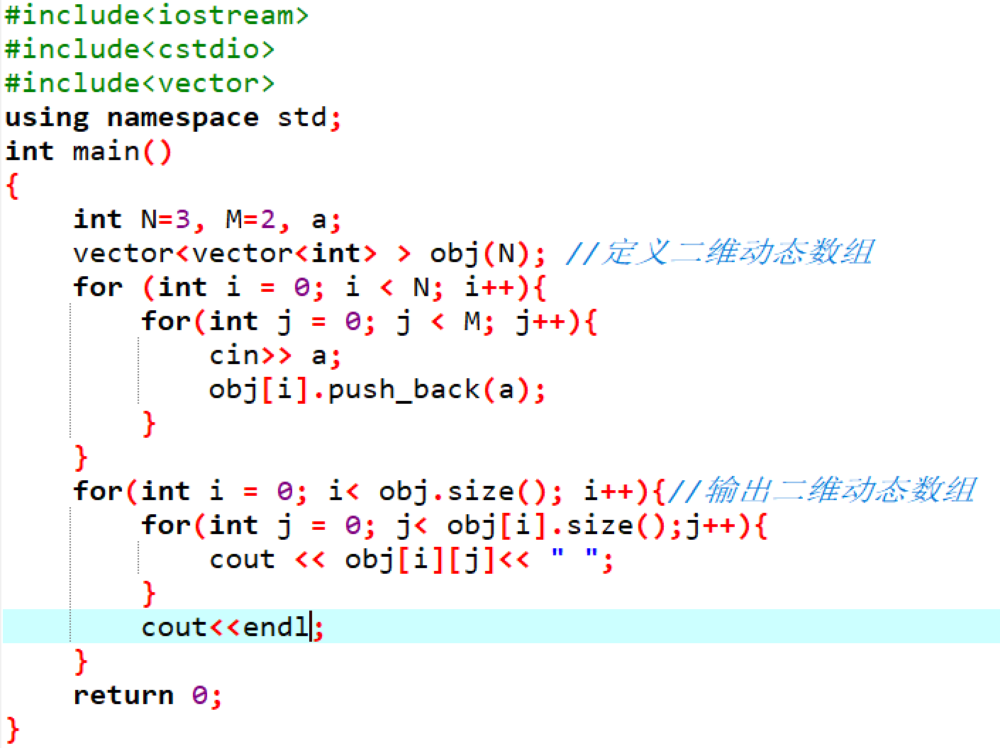 #include<iostream>
#include<cstdio>
#include<vector>
using namespace std;
int main()
{
    int N=3, M=2, a;
    vector<vector<int> > obj(N); //定义二维动态数组
    for (int i = 0; i < N; i++){
        for(int j = 0; j < M; j++){
            cin>> a;
            obj[i].push_back(a);
        }
    }
    for(int i = 0; i< obj.size(); i++){//输出二维动态数组
        for(int j = 0; j< obj[i].size();j++){
            cout << obj[i][j]<< " ";
        }
        cout<<endl;
    }
    return 0;
}